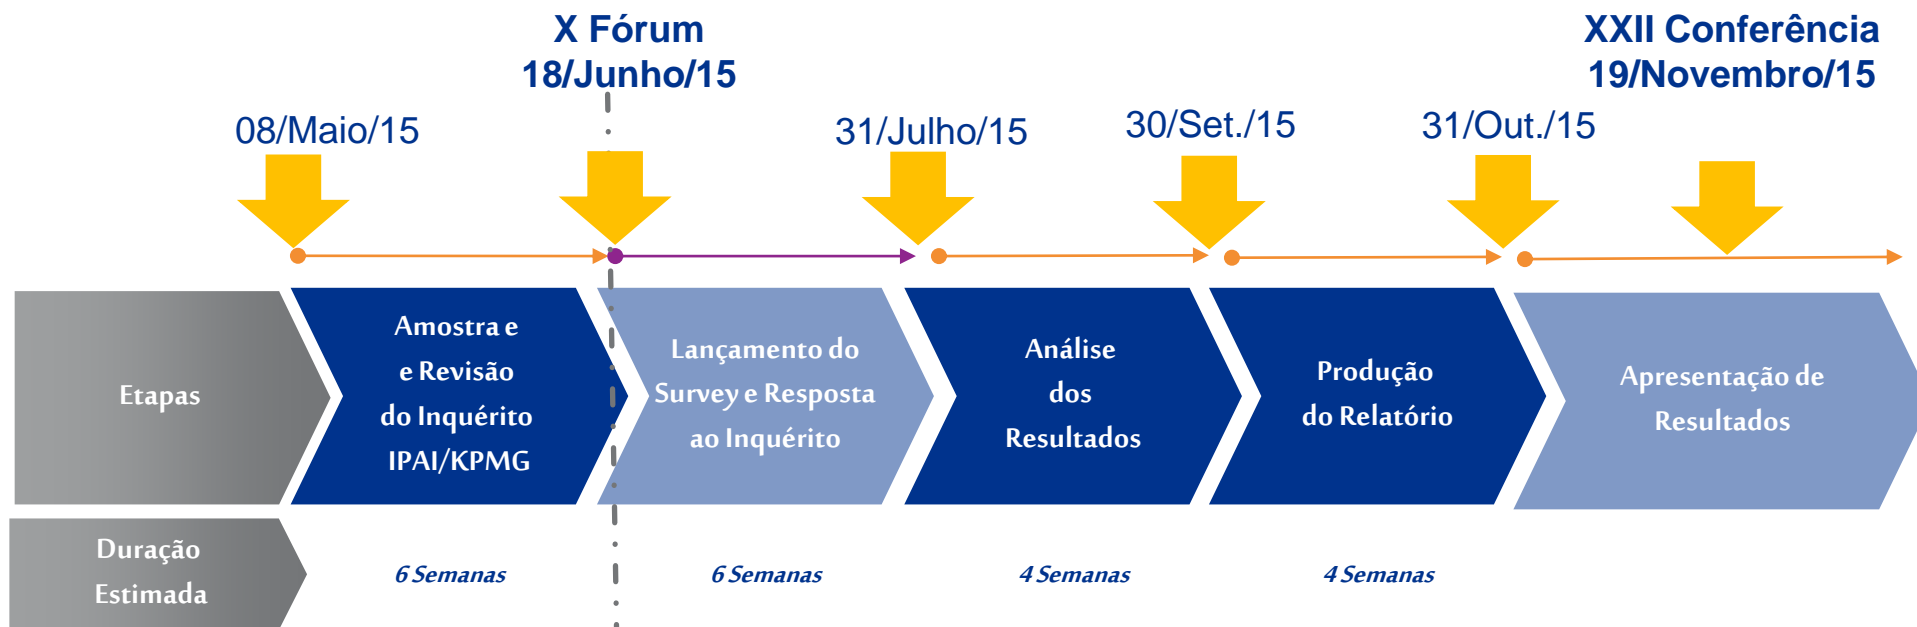 X Fórum
18/Junho/15
XXII Conferência
19/Novembro/15
08/Maio/15
31/Julho/15
30/Set./15
31/Out./15
Etapas
Amostra e
e Revisão
do Inquérito
IPAI/KPMG
Lançamento do
Survey e Resposta
ao Inquérito
Análise
dos
Resultados
Produção
do Relatório
Apresentação de
Resultados
Duração
Estimada
6 Semanas
6 Semanas
4 Semanas
4 Semanas